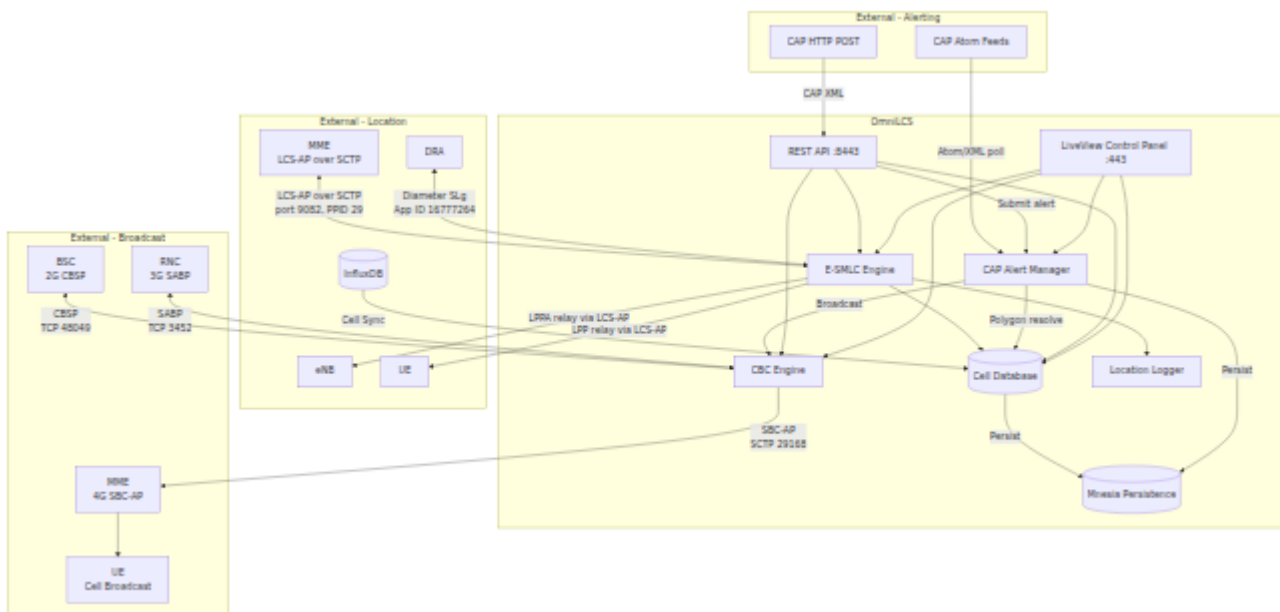 External - Alerting
CAP HTTP POST
CAP Atom Feeds
CAP XML
External - Location
MME
LCS-AP over SCTP
DRA
LCS-AP over SCTP
port 9082, PPID 29
Diameter SLg
App ID 16777264
InfluxDB
Cell Sync
LPPA relay via LCS-AP
LPP relay via LCS-AP
eNB
UE
OmniLCS
REST API :8443
Atom/XML poll
LiveView Control Panel
:443
Submit alert
E-SMLC Engine
CAP Alert Manager
Broadcast
Polygon resolve
CBC Engine
Cell Database
Location Logger
Persist
SBC-AP
SCTP 29168
Persist
Mnesia Persistence
External - Broadcast
BSC
2G CBSP
RNC
3G SABP
CBSP
TCP 48049
SABP
TCP 3452
MME
4G SBC-AP
UE
Cell Broadcast